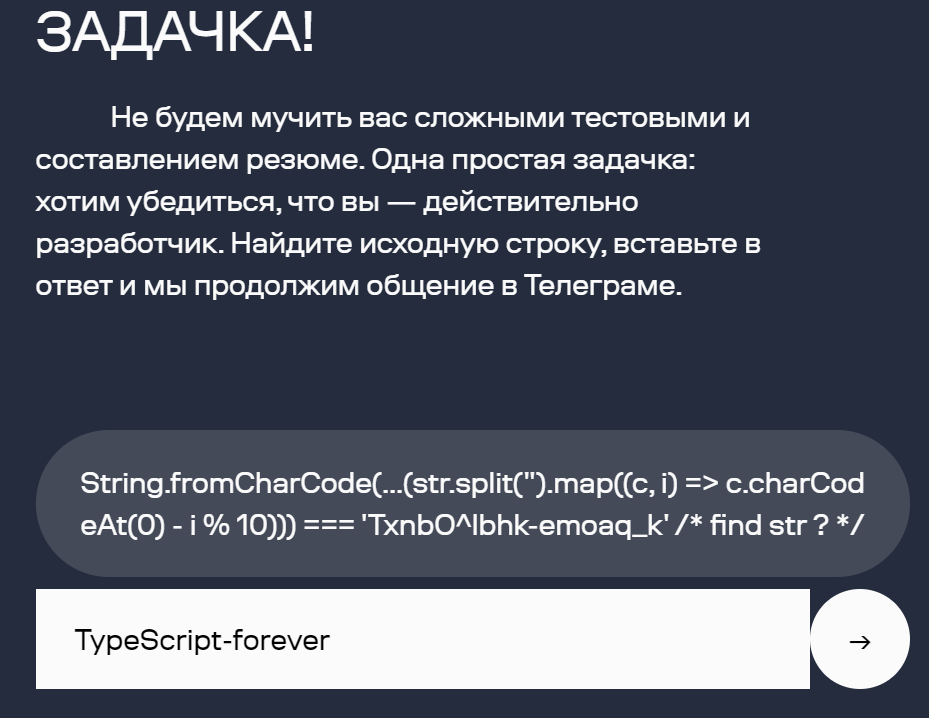 ЗАДАЧКА!
Не будем мучить вас сложными тестовыми и
составлением резюме. Одна простая задачка:
хотим убедиться, что вы — действительно
разработчик. Найдите исходную строку, вставьте в
ответ и мы продолжим общение в Телеграме.
String.fromCharCode(...(str.split('').map((c, i) => c.charCod
eAt(0) - i % 10))) === 'TxnbO^lbhk-emoaq_k' /* find str ? */
TypeScript-forever
→